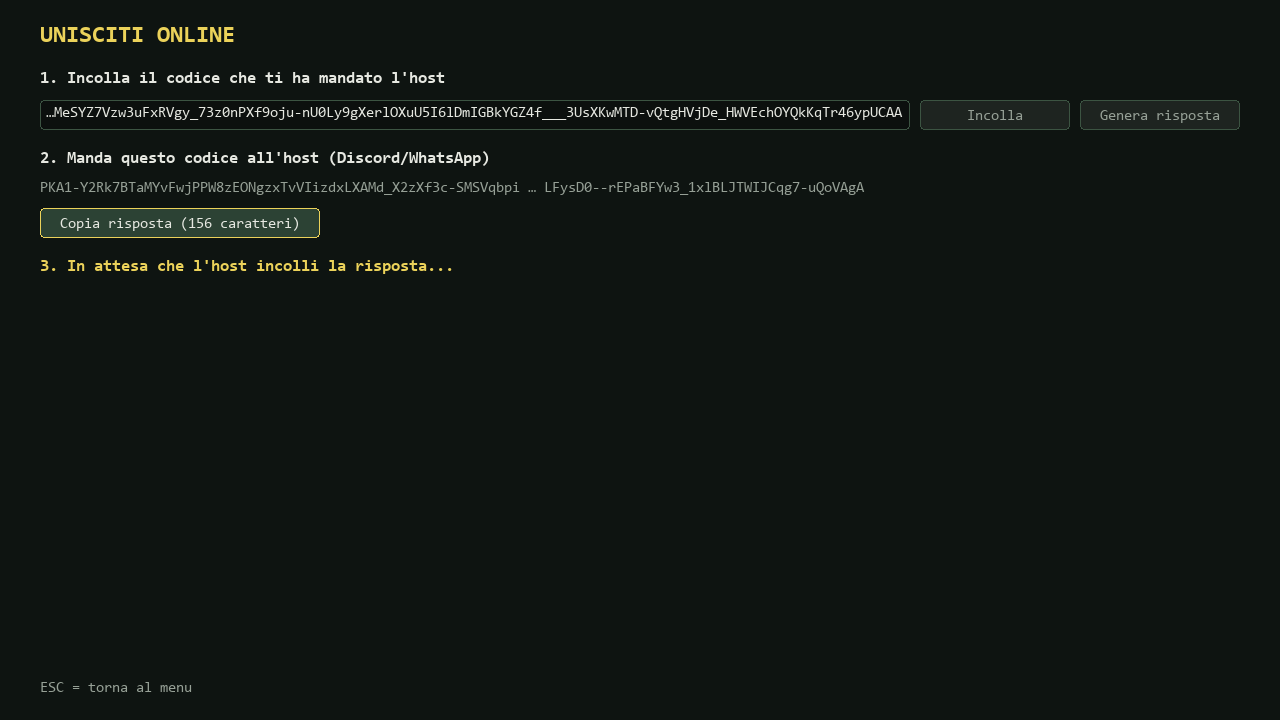 UNISCITI ONLINE
1. Incolla il codice che ti ha mandato l'host
…MeSYZ7Vzw3uFxRVgy_73z0nPXf9oju-nU0Ly9gXerlOXuU5I6lDmIGBkYGZ4f___3UsXKwMTD-vQtgHVjDe_HWVEchOYQkKqTr46ypUCAA Incolla Genera risposta
2. Manda questo codice all'host (Discord/WhatsApp)
PKA1-Y2Rk7BTaMYvFwjPPW8zEONgzxTvVIizdxLXAMd_X2zXf3c-SMSVqbpi … LFysD0--rEPaBFYw3_1xlBLJTWIJCqg7-uQoVAgA
Copia risposta (156 caratteri)
3. In attesa che l'host incolli la risposta...
ESC = torna al menu